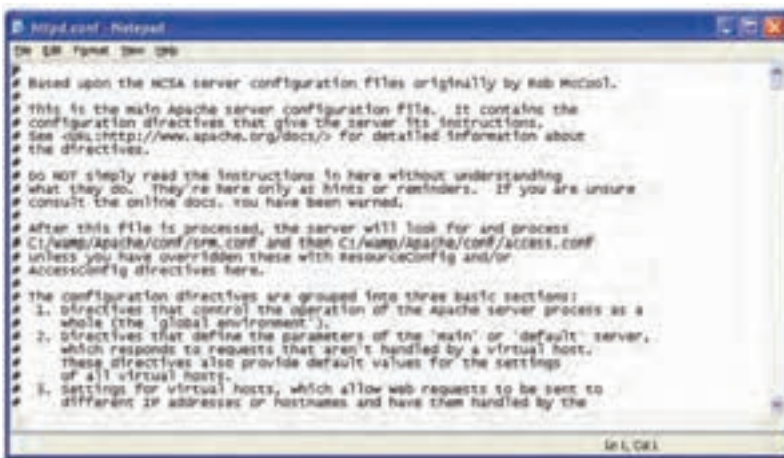 httpd.conf - Notepad
File Edit Format View Help
#
# Based upon the NCSA server configuration files originally by Rob McCool.
#
# This is the main Apache server configuration file.  It contains the
# configuration directives that give the server its instructions.
# See <URL:http://www.apache.org/docs/> for detailed information about
# the directives.
#
# Do NOT simply read the instructions in here without understanding
# what they do.  They're here only as hints or reminders.  If you are unsure
# consult the online docs. You have been warned.
#
# After this file is processed, the server will look for and process
# C:/wamp/Apache/conf/srm.conf and then C:/wamp/Apache/conf/access.conf
# unless you have overridden these with ResourceConfig and/or
# AccessConfig directives here.
#
# The configuration directives are grouped into three basic sections:
#  1. Directives that control the operation of the Apache server process as a
#     whole (the 'global environment').
#  2. Directives that define the parameters of the 'main' or 'default' server,
#     which responds to requests that aren't handled by a virtual host.
#     These directives also provide default values for the settings
#     of all virtual hosts.
#  3. Settings for virtual hosts, which allow Web requests to be sent to
#     different IP addresses or hostnames and have them handled by the
Ln 1, Col 1